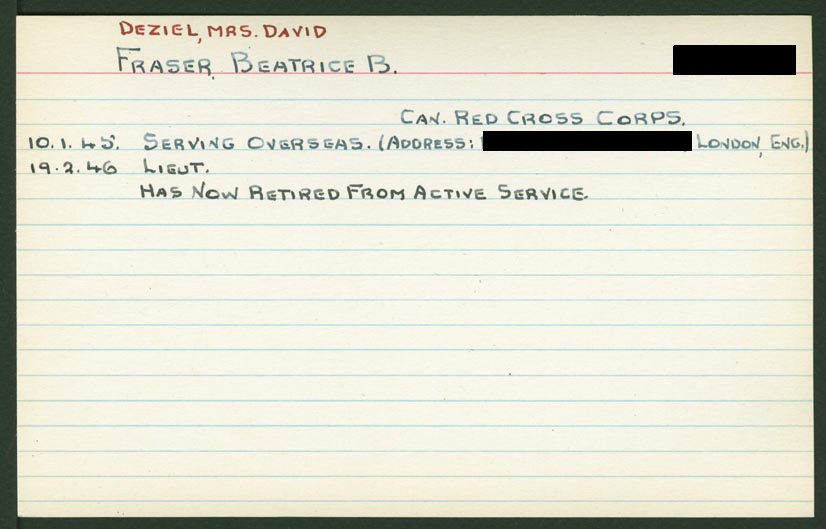 DEZIEL, MRS. DAVID
FRASER, BEATRICE B.
CAN. RED CROSS CORPS.
10.1.45. SERVING OVERSEAS. (ADDRESS: LONDON, ENG.)
19.2.46 LIEUT.
HAS NOW RETIRED FROM ACTIVE SERVICE.